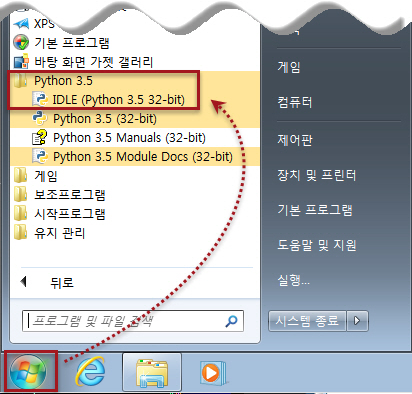 XPS
기본 프로그램
바탕 화면 가젯 갤러리
Python 3.5
IDLE (Python 3.5 32-bit)
Python 3.5 (32-bit)
Python 3.5 Manuals (32-bit)
Python 3.5 Module Docs (32-bit)
게임
보조프로그램
시작프로그램
유지 관리
뒤로
프로그램 및 파일 검색
게임
컴퓨터
제어판
장치 및 프린터
기본 프로그램
도움말 및 지원
실행...
시스템 종료